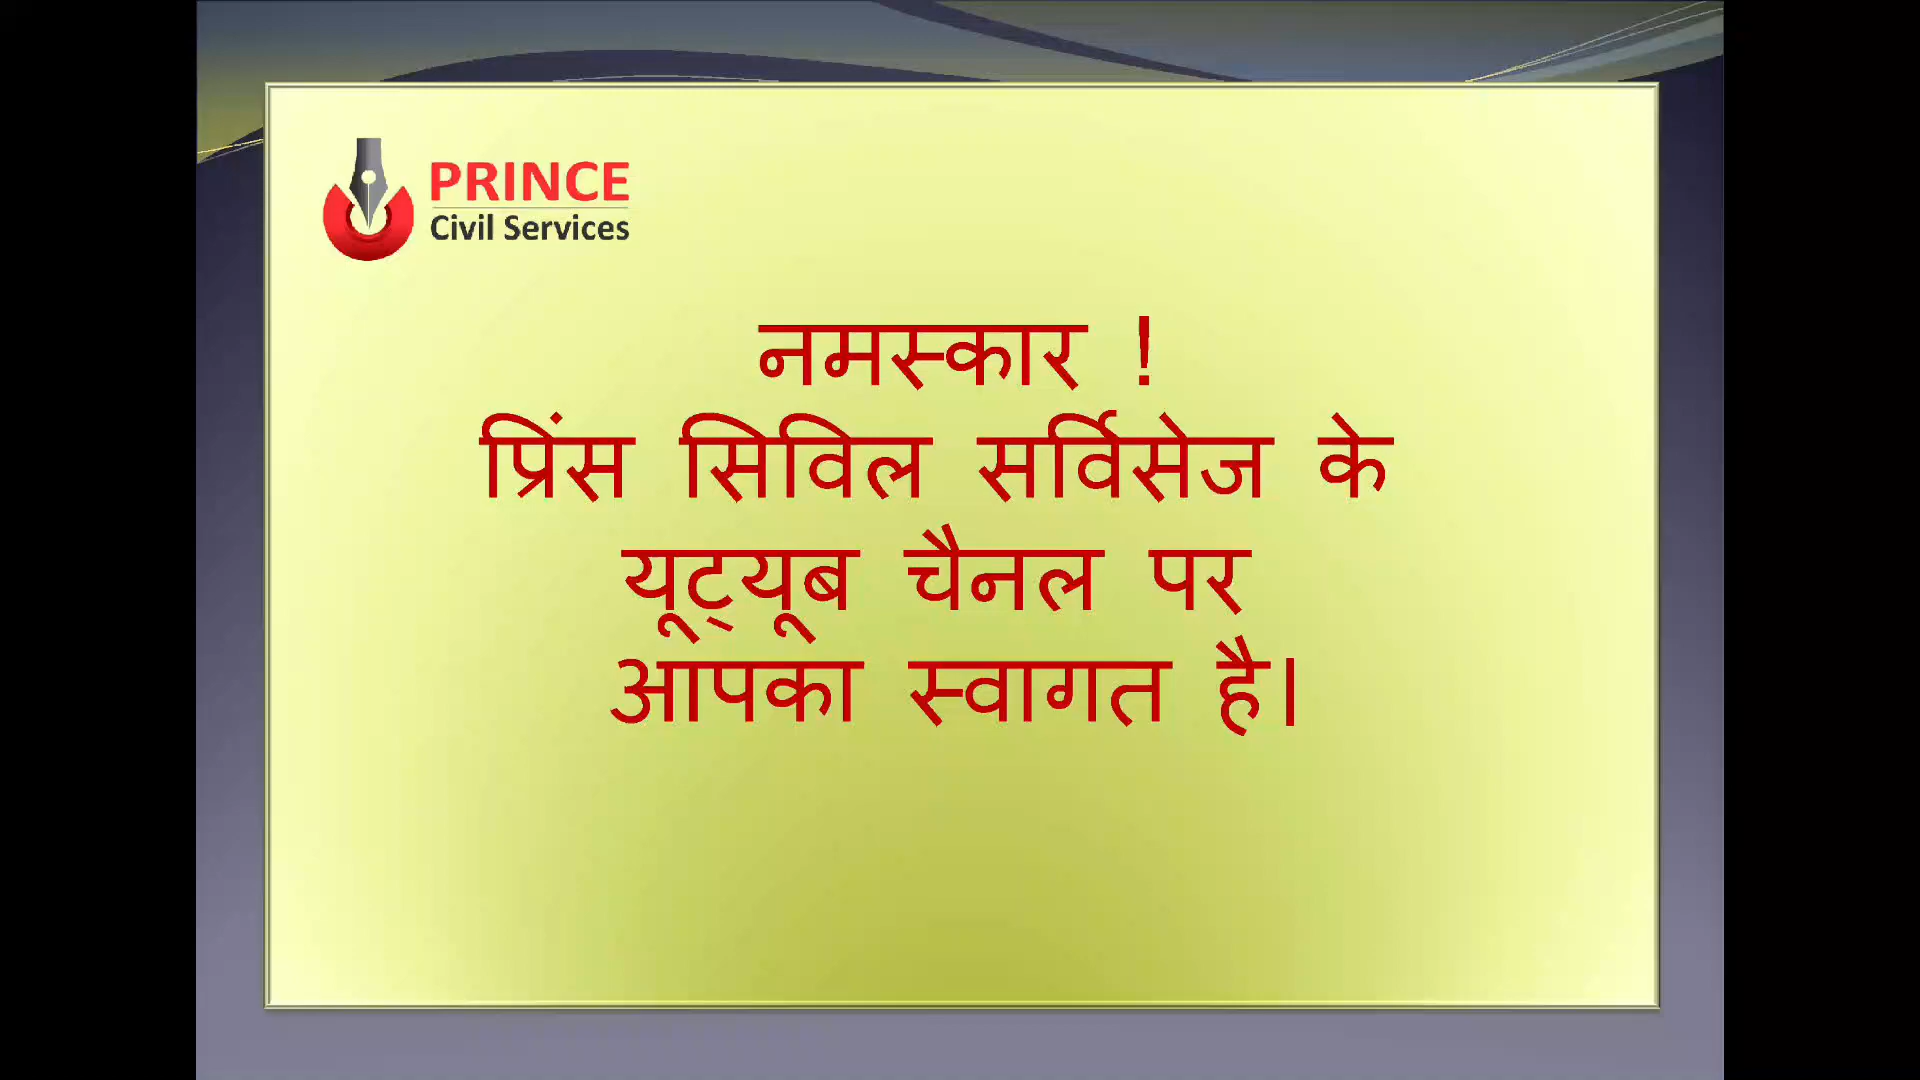 PRINCE
Civil Services
नमस्कार !
प्रिंस सिविल सर्विसेज के
यूट्यूब चैनल पर
आपका स्वागत है।